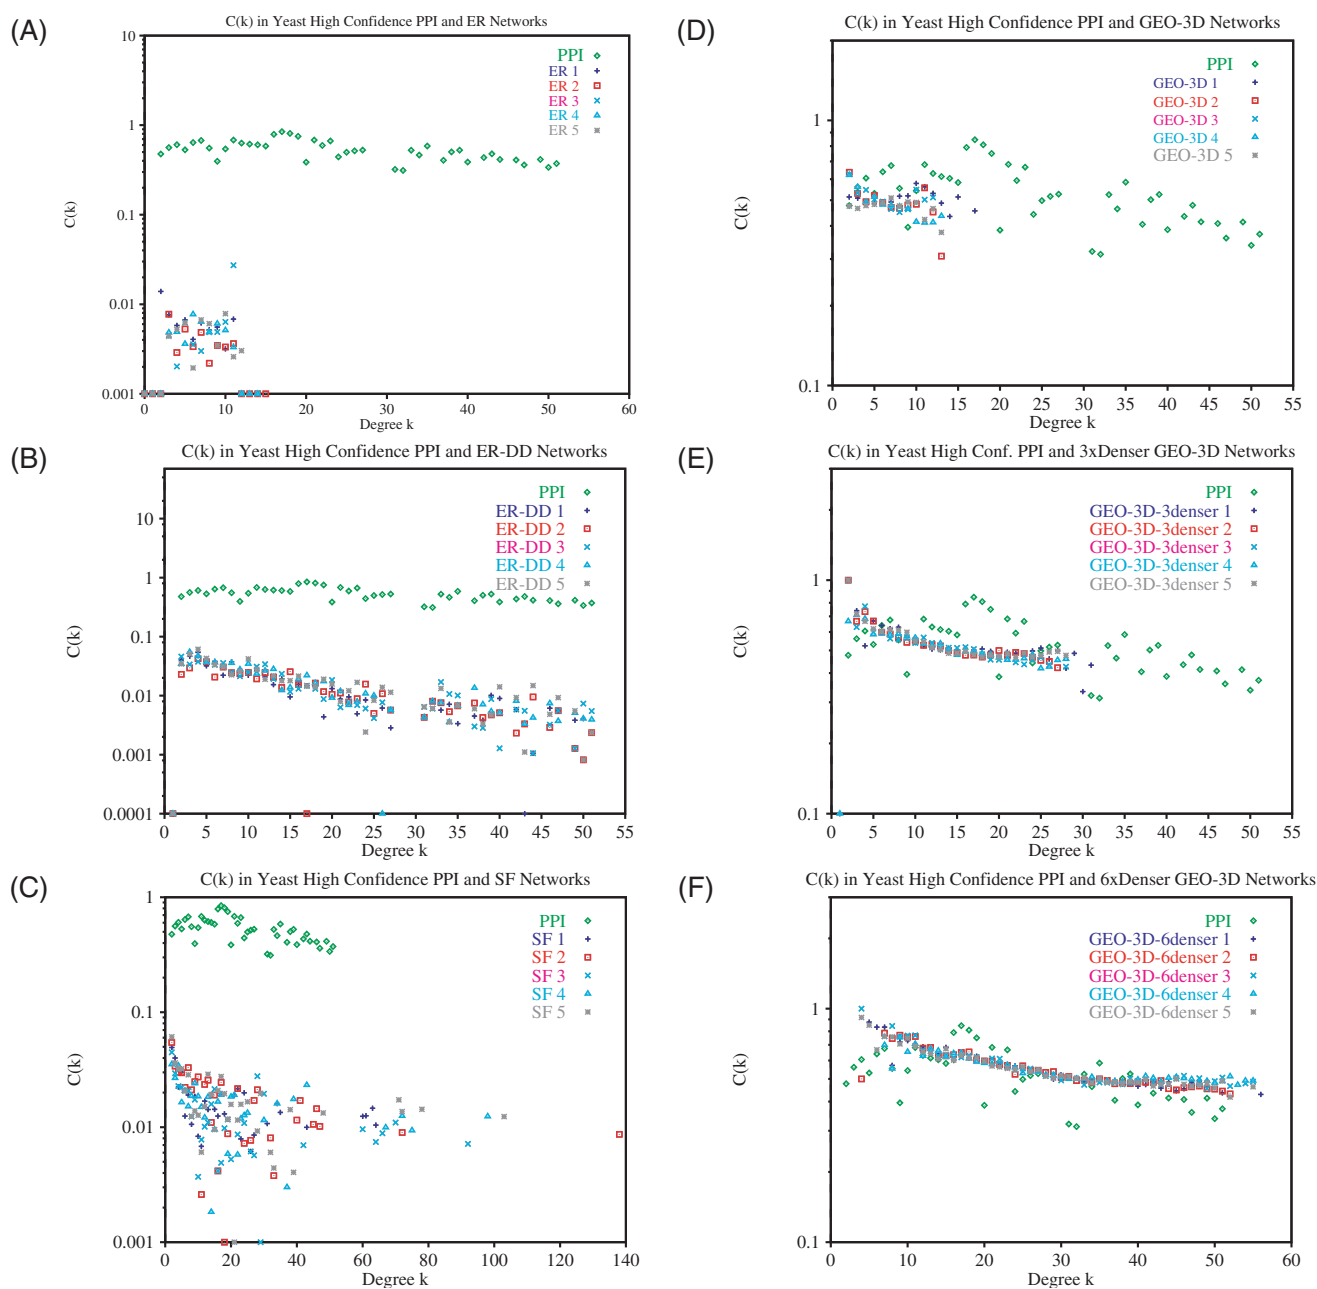 (A)
C(k) in Yeast High Confidence PPI and ER Networks
10
1
0.1
0.01
0.001
C(k)
PPI
ER 1
ER 2
ER 3
ER 4
ER 5
0 10 20 30 40 50 60
Degree k
(B)
C(k) in Yeast High Confidence PPI and ER-DD Networks
10
1
0.1
0.01
0.001
0.0001
C(k)
PPI
ER-DD 1
ER-DD 2
ER-DD 3
ER-DD 4
ER-DD 5
0 5 10 15 20 25 30 35 40 45 50 55
Degree k
(C)
C(k) in Yeast High Confidence PPI and SF Networks
1
0.1
0.01
0.001
C(k)
PPI
SF 1
SF 2
SF 3
SF 4
SF 5
0 20 40 60 80 100 120 140
Degree k
(D)
C(k) in Yeast High Confidence PPI and GEO-3D Networks
1
0.1
C(k)
PPI
GEO-3D 1
GEO-3D 2
GEO-3D 3
GEO-3D 4
GEO-3D 5
0 5 10 15 20 25 30 35 40 45 50 55
Degree k
(E)
C(k) in Yeast High Conf. PPI and 3xDenser GEO-3D Networks
1
0.1
C(k)
PPI
GEO-3D-3denser 1
GEO-3D-3denser 2
GEO-3D-3denser 3
GEO-3D-3denser 4
GEO-3D-3denser 5
0 5 10 15 20 25 30 35 40 45 50 55
Degree k
(F)
C(k) in Yeast High Confidence PPI and 6xDenser GEO-3D Networks
1
0.1
C(k)
PPI
GEO-3D-6denser 1
GEO-3D-6denser 2
GEO-3D-6denser 3
GEO-3D-6denser 4
GEO-3D-6denser 5
0 10 20 30 40 50 60
Degree k